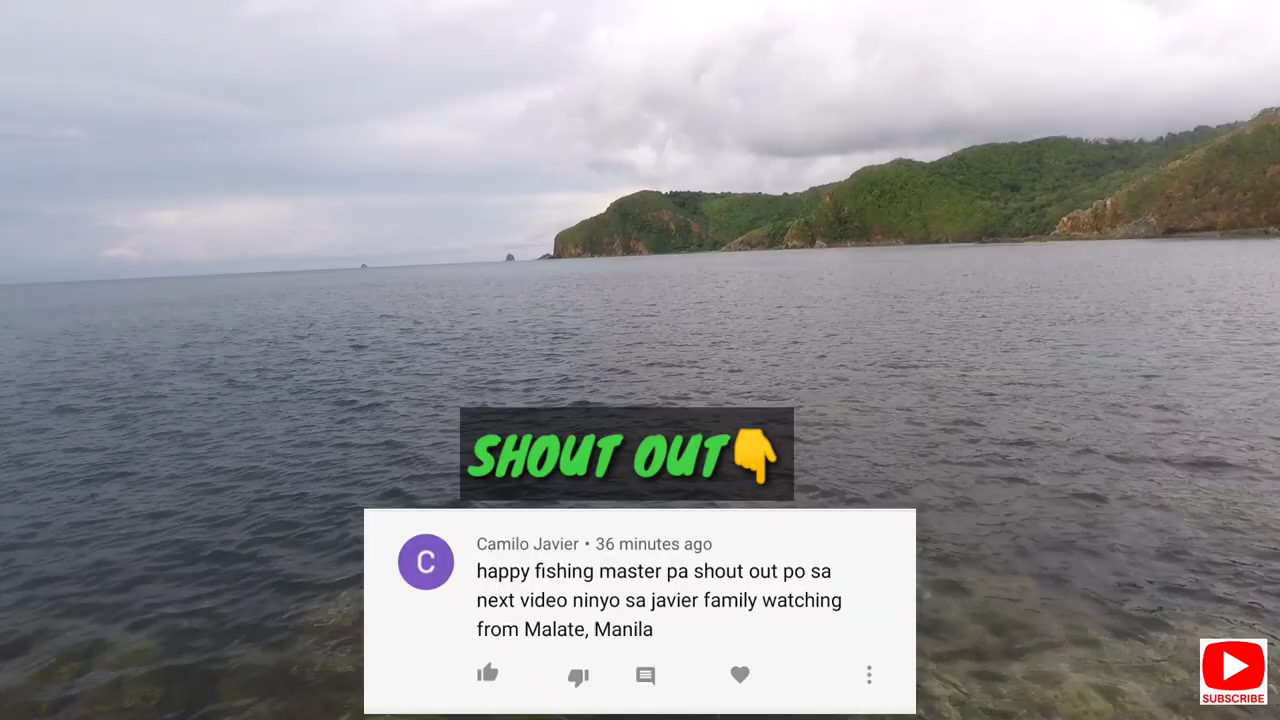 SHOUT OUT👇
C
Camilo Javier • 36 minutes ago
happy fishing master pa shout out po sa
next video ninyo sa javier family watching
from Malate, Manila
SUBSCRIBE